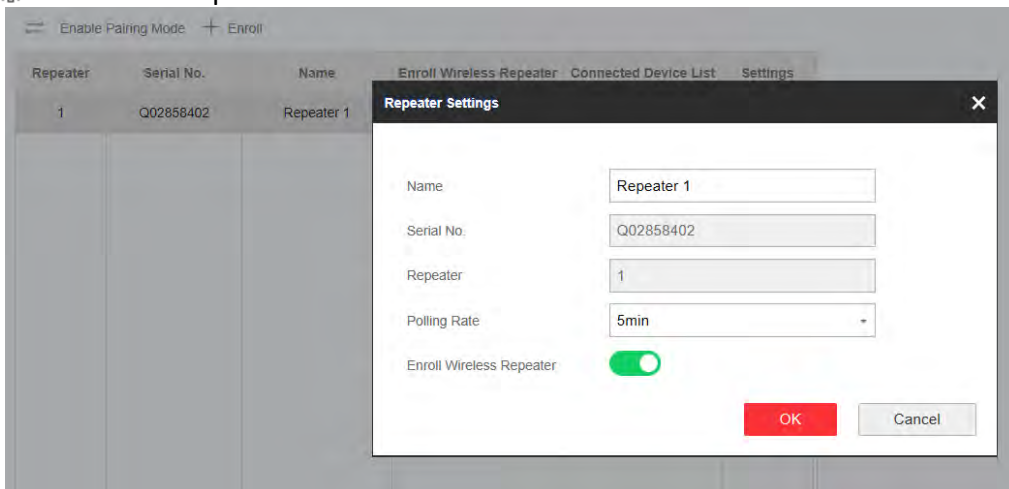 Enable Pairing Mode + Enroll
Repeater Serial No. Name Enroll Wireless Repeater Connected Device List Settings
1 Q02858402 Repeater 1
Repeater Settings
Name Repeater 1
Serial No. Q02858402
Repeater 1
Polling Rate 5min
Enroll Wireless Repeater
OK Cancel